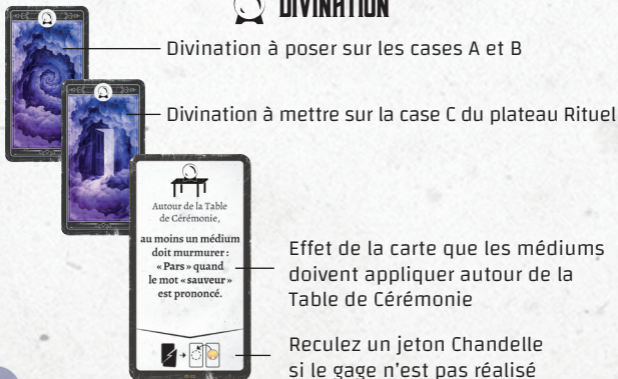 DIVINATION
Divination à poser sur les cases A et B
Divination à mettre sur la case C du plateau Rituel
Autour de la Table
de Cérémonie,
au moins un médium
doit murmurer :
« Pars » quand
le mot « sauveur »
est prononcé.
Effet de la carte que les médiums
doivent appliquer autour de la
Table de Cérémonie
Reculez un jeton Chandelle
si le gage n'est pas réalisé